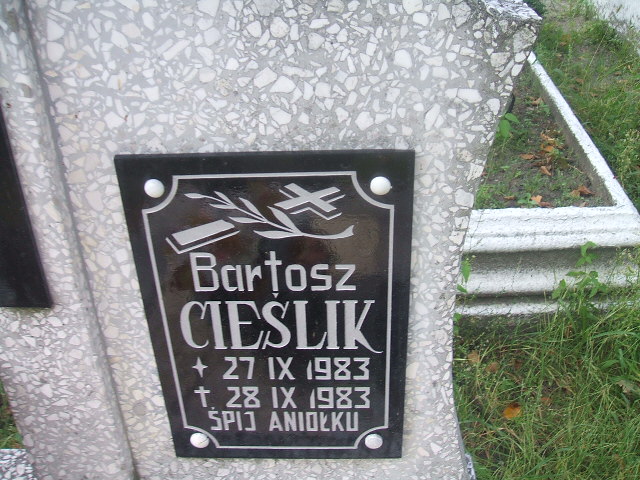 Bartosz
CIEŚLIK
✦ 27 IX 1983
†. 28 IX 1983
ŚPIJ ANIOŁKU